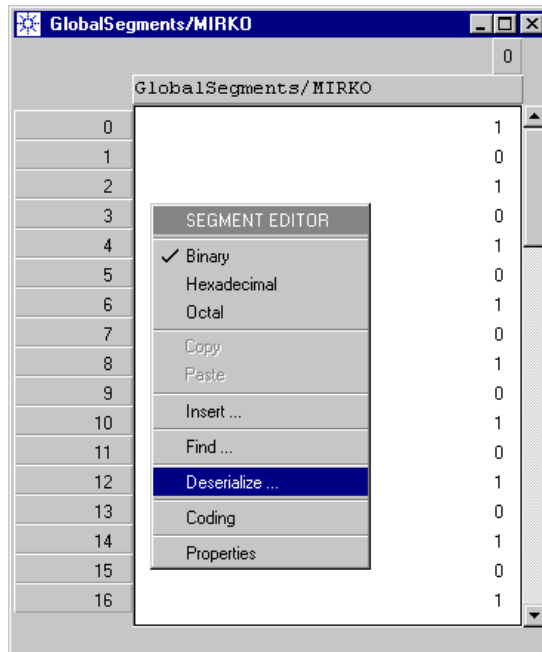 GlobalSegments/MIRKO
0
GlobalSegments/MIRKO
0 1
1 0
2 1
3 0
4 1
5 0
6 1
7 0
8 1
9 0
10 1
11 0
12 1
13 0
14 1
15 0
16 1
SEGMENT EDITOR
Binary
Hexadecimal
Octal
Copy
Paste
Insert ...
Find ...
Deserialize ...
Coding
Properties